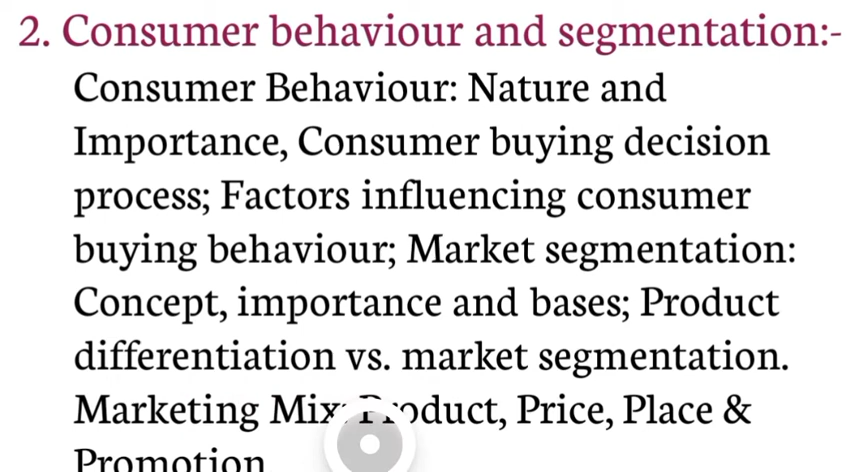 2. Consumer behaviour and segmentation:-
Consumer Behaviour: Nature and
Importance, Consumer buying decision
process; Factors influencing consumer
buying behaviour; Market segmentation:
Concept, importance and bases; Product
differentiation vs. market segmentation.
Marketing Mix: Product, Price, Place &
Promotion